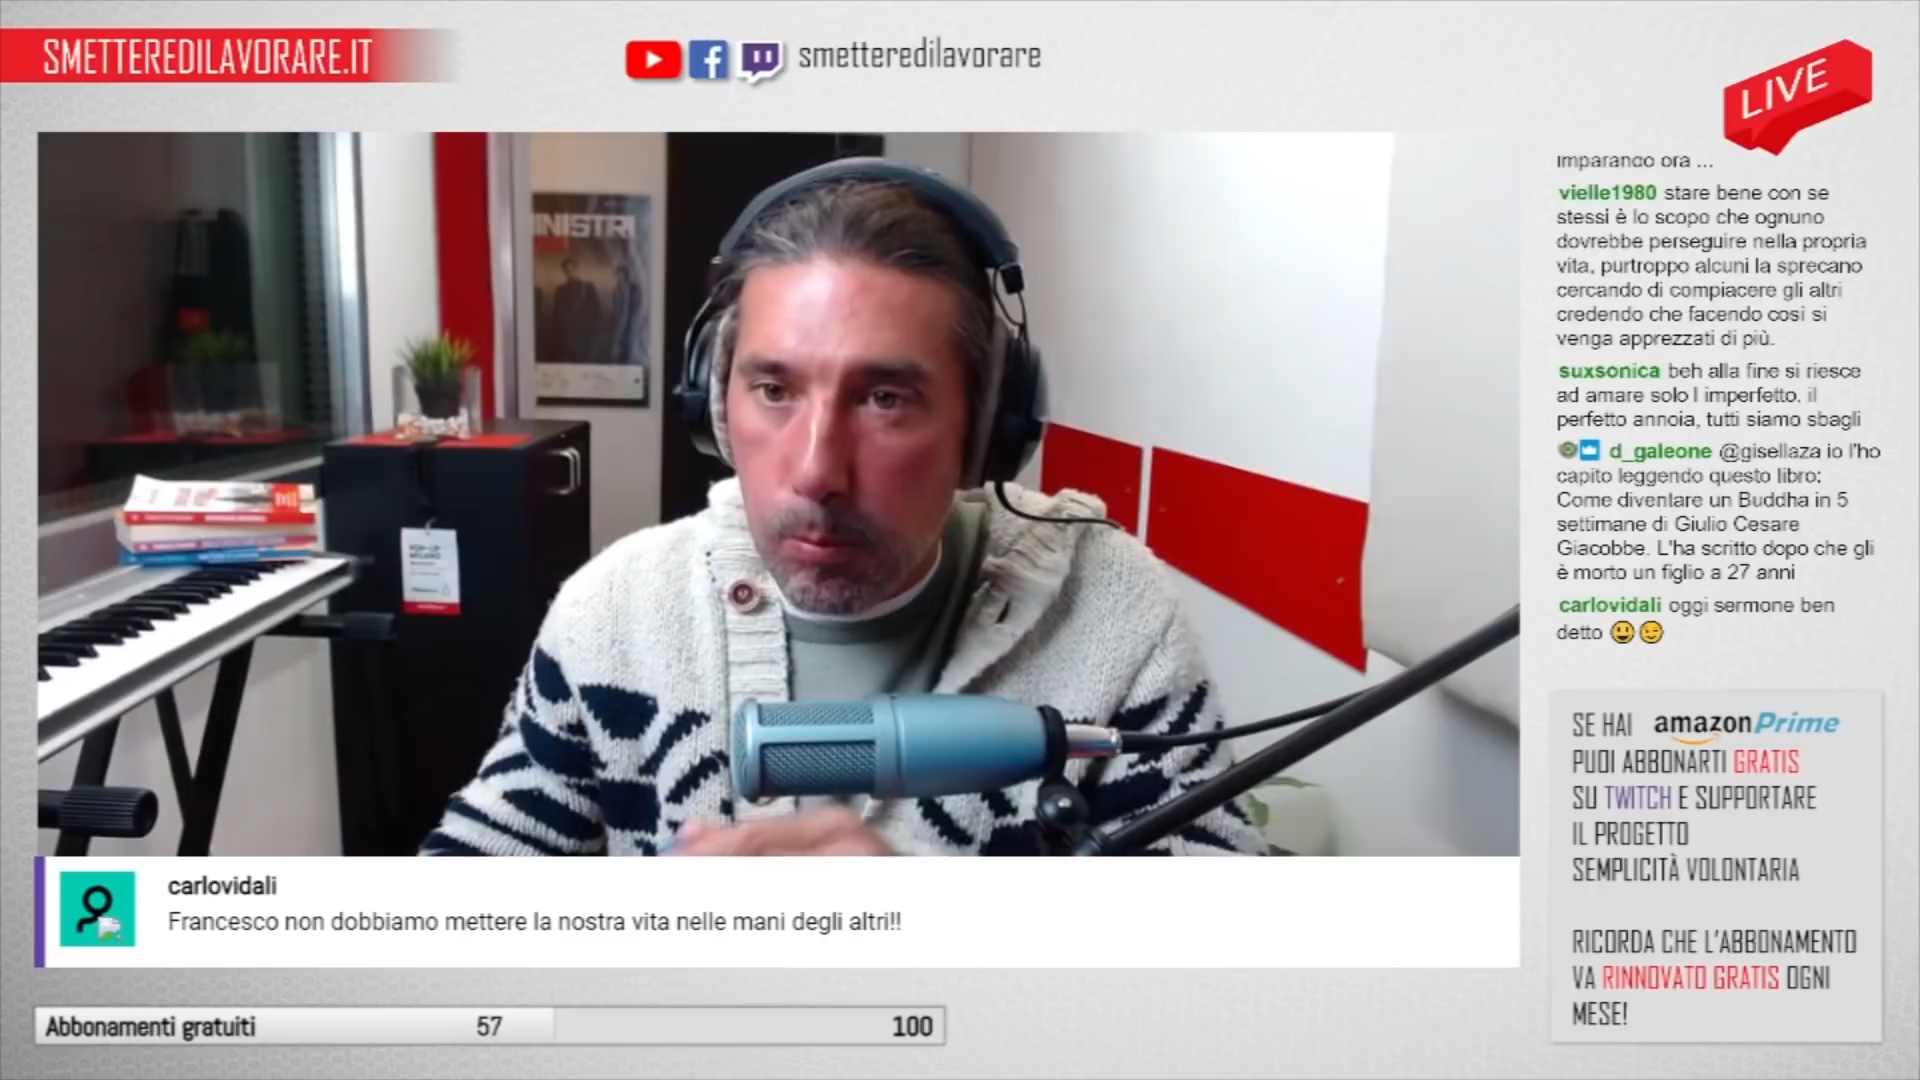 SMETTEREDILAVORARE.IT
smetteredilavorare
LIVE
INISTRI
imparando ora ...
vielle1980 stare bene con se
stessi è lo scopo che ognuno
dovrebbe perseguire nella propria
vita, purtroppo alcuni la sprecano
cercando di compiacere gli altri
credendo che facendo così si
venga apprezzati di più.
suxsonica beh alla fine si riesce
ad amare solo l imperfetto. il
perfetto annoia, tutti siamo sbagli
d_galeone @gisellaza io l'ho
capito leggendo questo libro:
Come diventare un Buddha in 5
settimane di Giulio Cesare
Giacobbe. L'ha scritto dopo che gli
è morto un figlio a 27 anni
carlovidali oggi sermone ben
detto 😃😉
SE HAI amazonPrime
PUOI ABBONARTI GRATIS
SU TWITCH E SUPPORTARE
IL PROGETTO
SEMPLICITÀ VOLONTARIA
RICORDA CHE L'ABBONAMENTO
VA RINNOVATO GRATIS OGNI
MESE!
carlovidali
Francesco non dobbiamo mettere la nostra vita nelle mani degli altri!!
Abbonamenti gratuiti 57 100